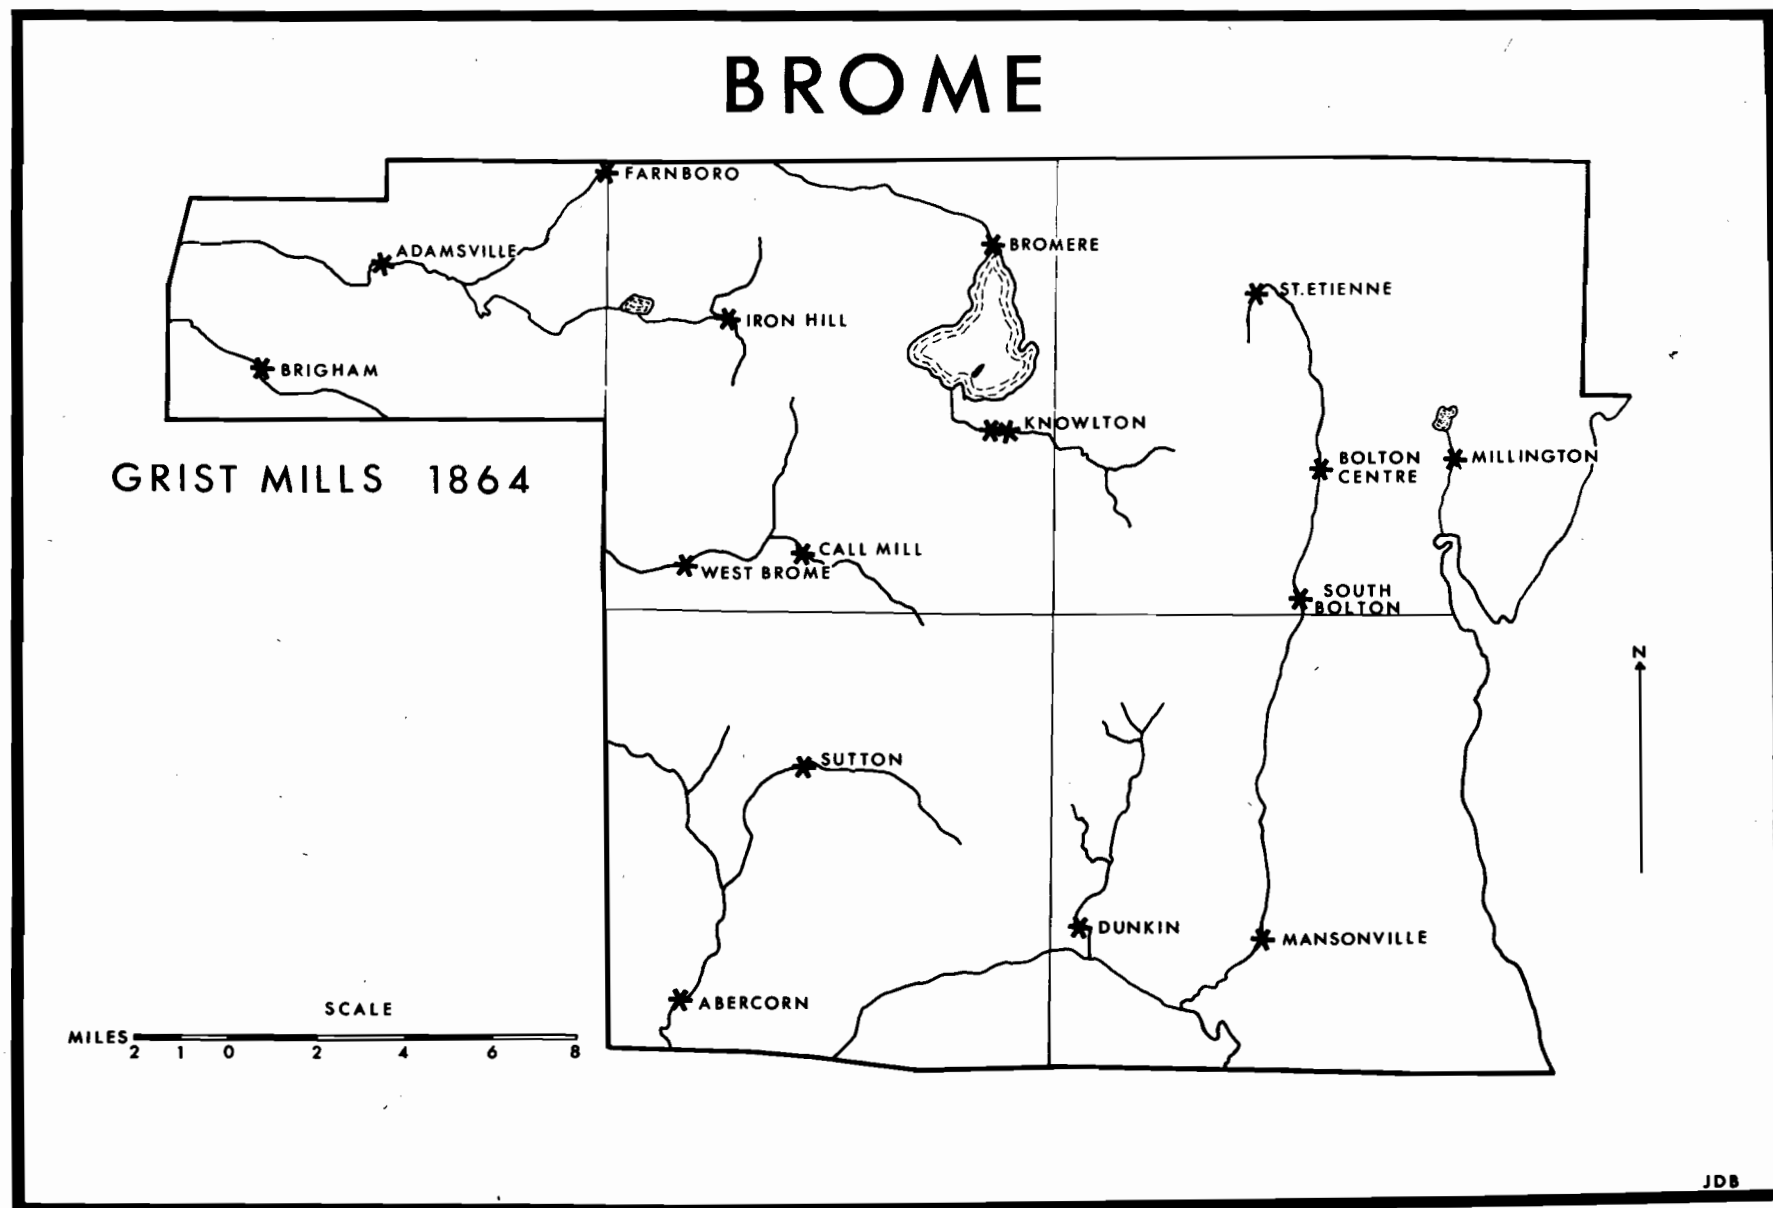 BROME
FARNBORO
ADAMSVILLE
BROMERE
ST.ETIENNE
IRON HILL
BRIGHAM
KNOWLTON
BOLTON
CENTRE
MILLINGTON
GRIST MILLS 1864
CALL MILL
WEST BROME
SOUTH
BOLTON
N
SUTTON
DUNKIN
MANSONVILLE
ABERCORN
SCALE
MILES
2 1 0 2 4 6 8
JDB